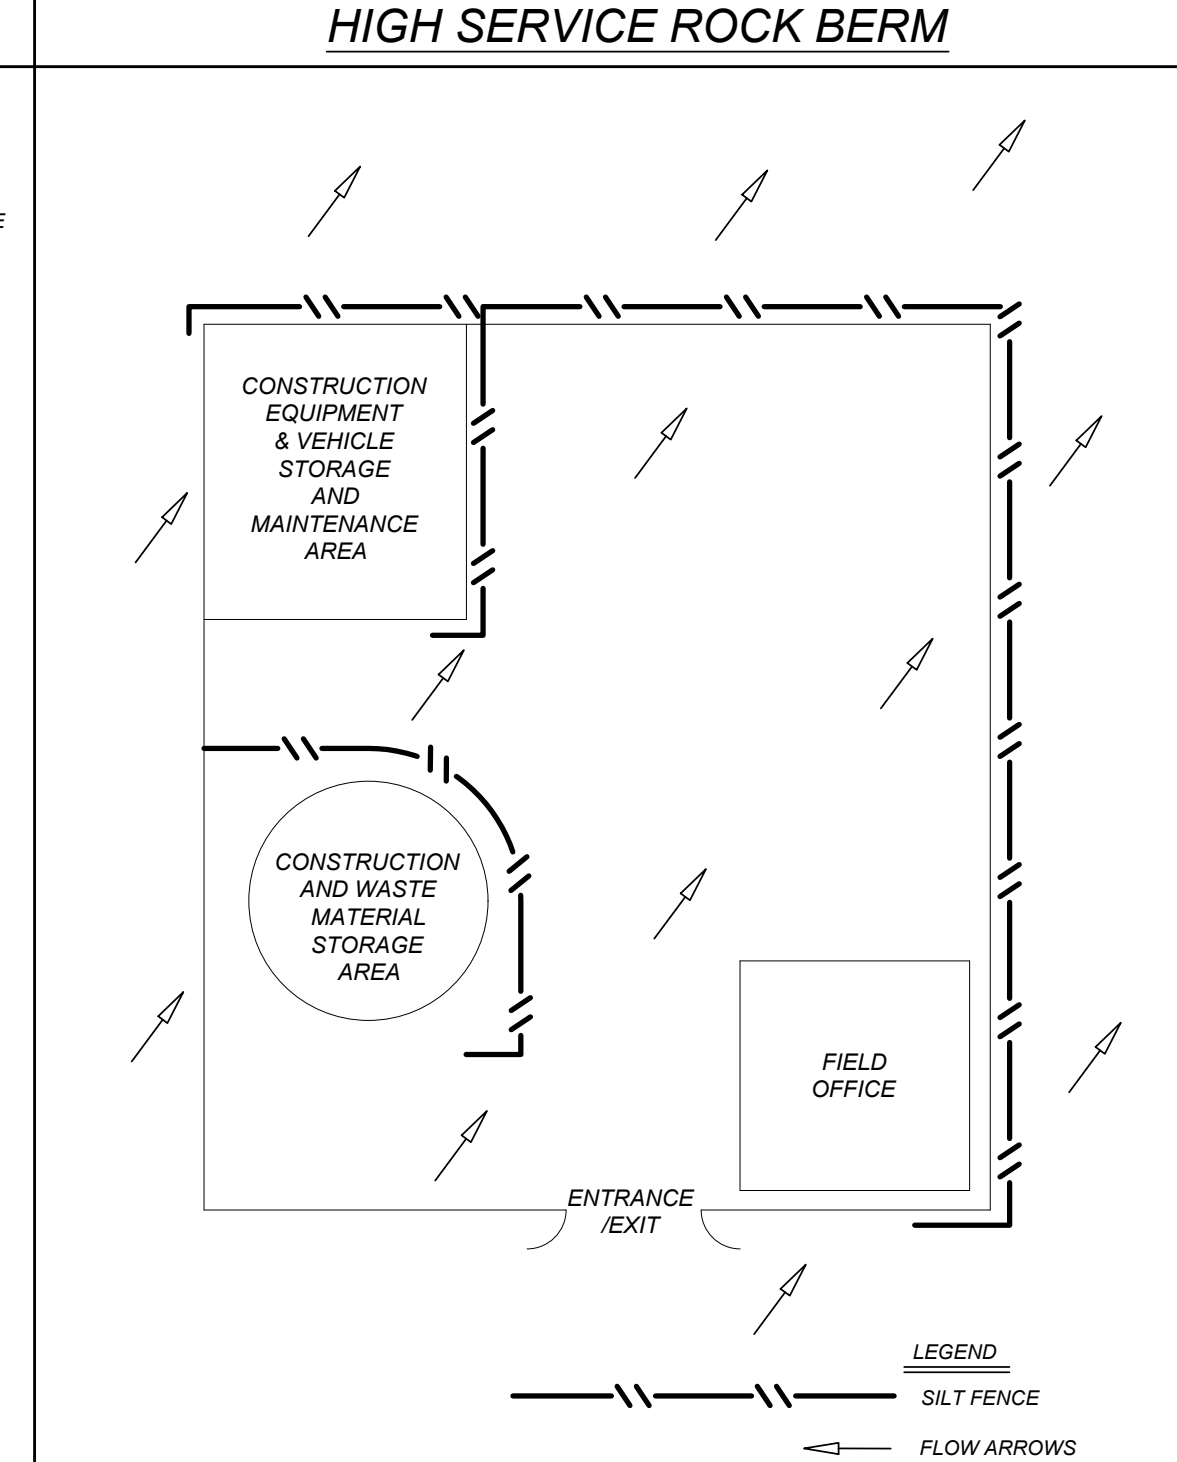 HIGH SERVICE ROCK BERM
E
CONSTRUCTION
EQUIPMENT
& VEHICLE
STORAGE
AND
MAINTENANCE
AREA
CONSTRUCTION
AND WASTE
MATERIAL
STORAGE
AREA
FIELD
OFFICE
ENTRANCE
/EXIT
LEGEND
SILT FENCE
FLOW ARROWS